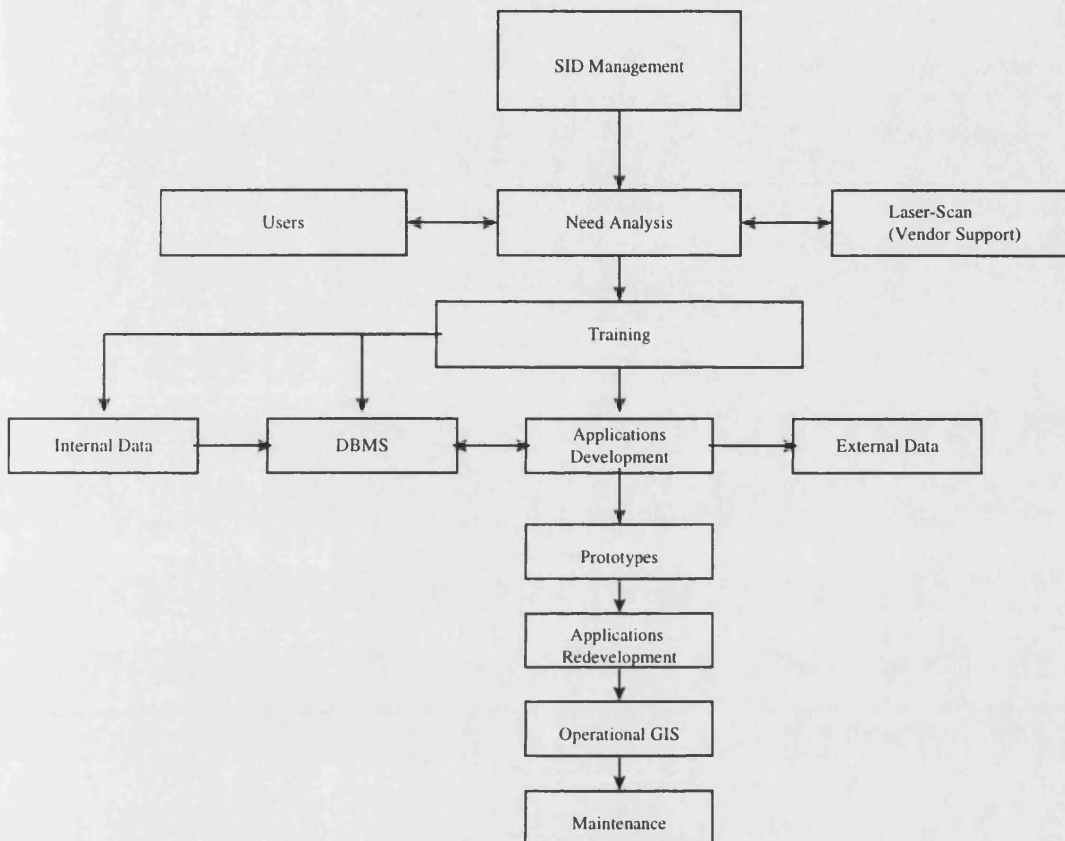 SID Management
Users
Need Analysis
Laser-Scan
(Vendor Support)
Training
Internal Data
DBMS
Applications
Development
External Data
Prototypes
Applications
Redevelopment
Operational GIS
Maintenance